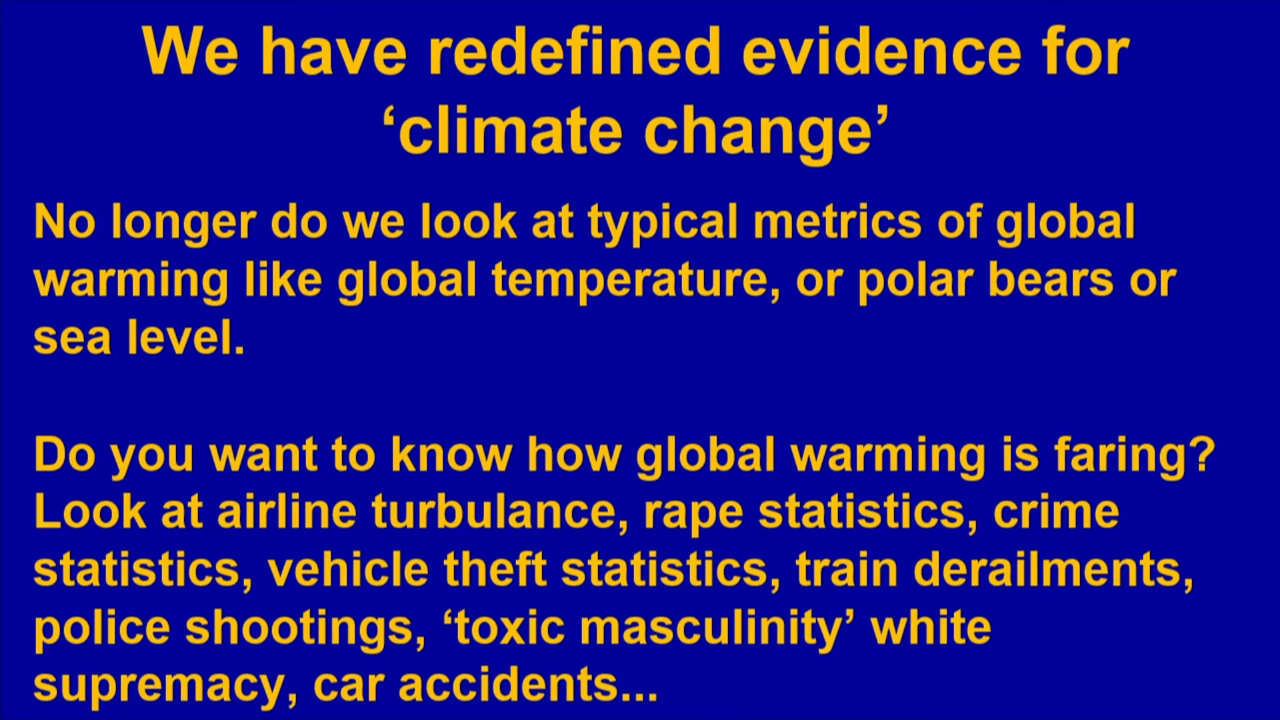 We have redefined evidence for
‘climate change’
No longer do we look at typical metrics of global
warming like global temperature, or polar bears or
sea level.
Do you want to know how global warming is faring?
Look at airline turbulance, rape statistics, crime
statistics, vehicle theft statistics, train derailments,
police shootings, ‘toxic masculinity’ white
supremacy, car accidents...